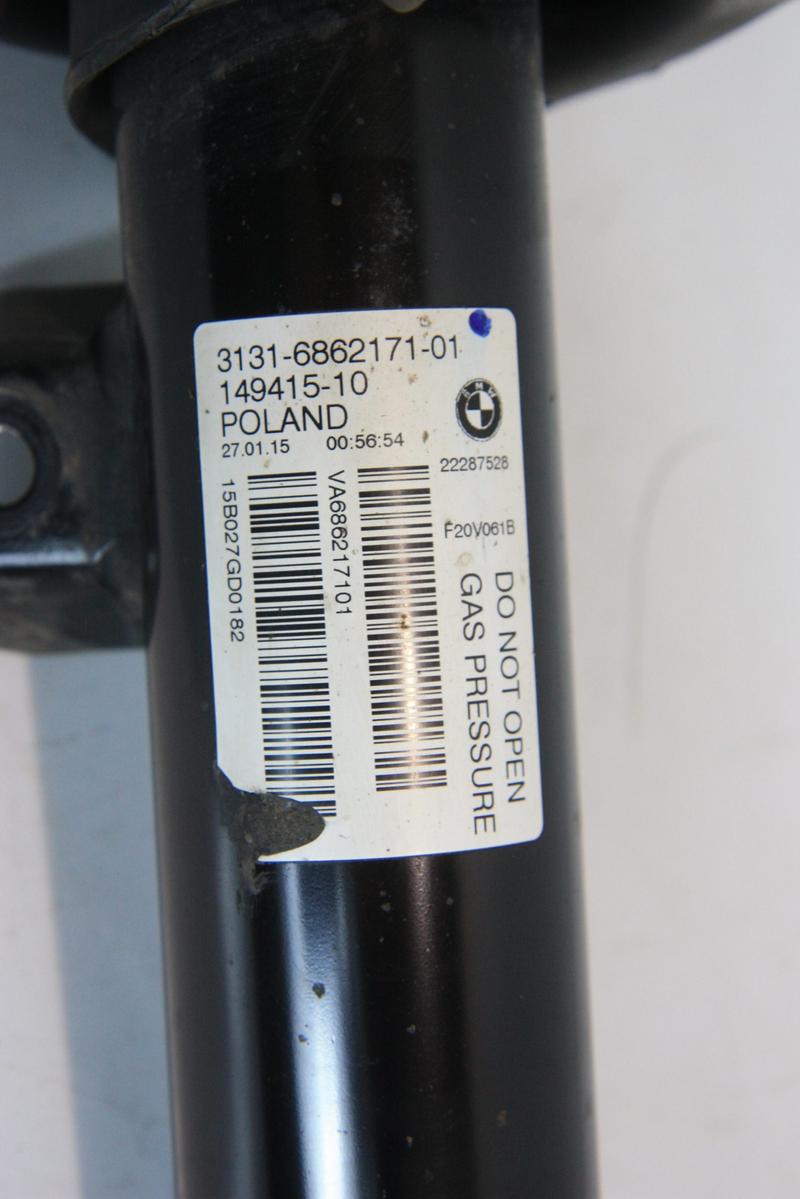 3131-6862171-01
149415-10
POLAND
27.01.15 00:56:54
BMW
22287528
F20V061B
15B027GD0182
VA686217101
DO NOT OPEN
GAS PRESSURE